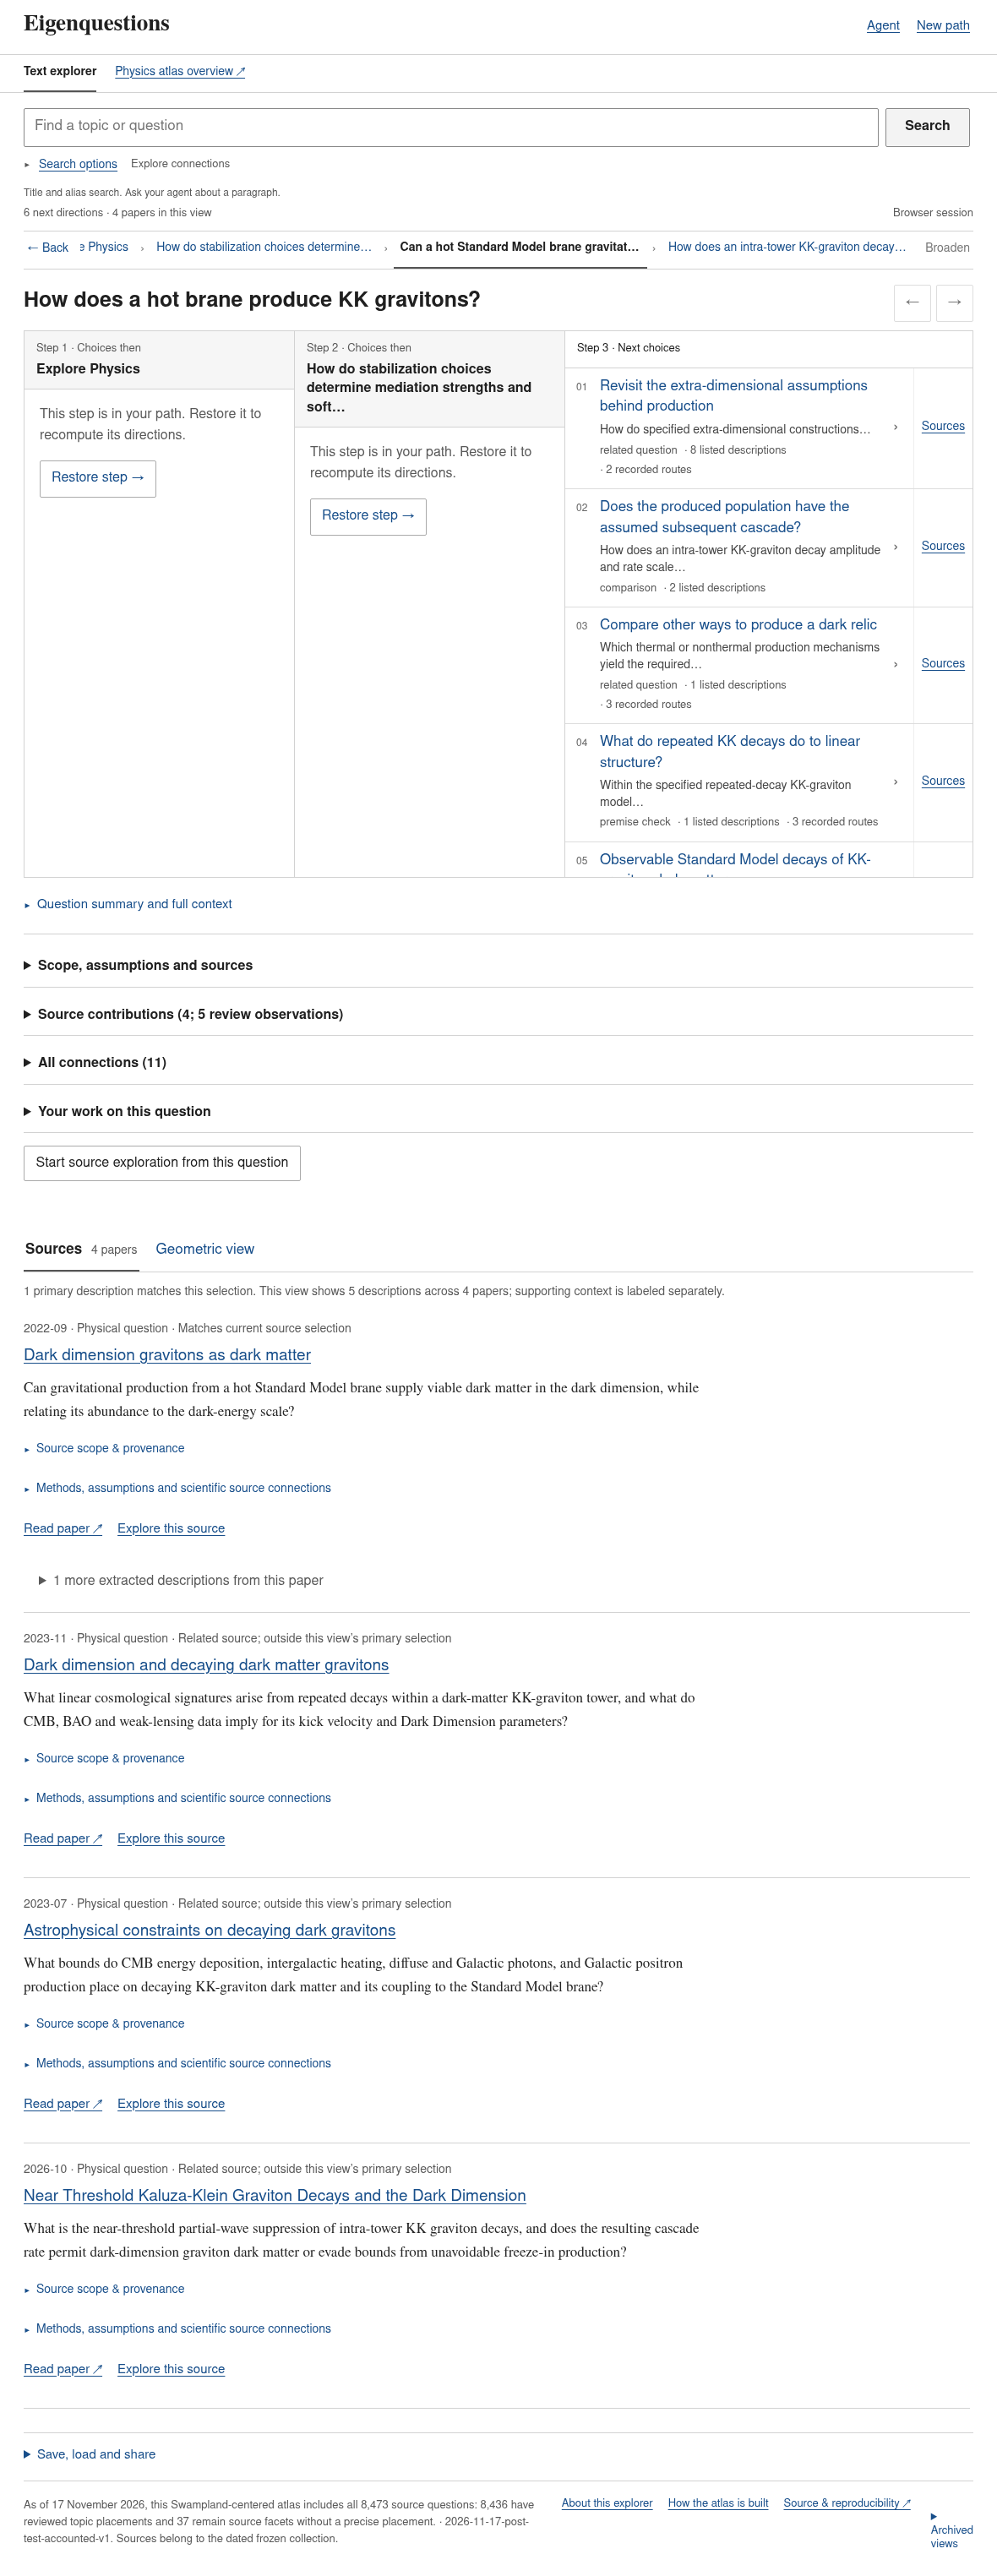 Eigenquestions
Agent New path
Text explorer Physics atlas overview ↗
Find a topic or question Search
▸ Search options Explore connections
Title and alias search. Ask your agent about a paragraph.
6 next directions · 4 papers in this view Browser session
← Back e Physics › How do stabilization choices determine… › Can a hot Standard Model brane gravitat… › How does an intra-tower KK-graviton decay… Broaden
How does a hot brane produce KK gravitons? ← →
Step 1 · Choices then
Explore Physics
This step is in your path. Restore it to
recompute its directions.
Restore step →
Step 2 · Choices then
How do stabilization choices
determine mediation strengths and
soft…
This step is in your path. Restore it to
recompute its directions.
Restore step →
Step 3 · Next choices
01 Revisit the extra-dimensional assumptions
behind production
How do specified extra-dimensional constructions… › Sources
related question · 8 listed descriptions
· 2 recorded routes
02 Does the produced population have the
assumed subsequent cascade?
How does an intra-tower KK-graviton decay amplitude › Sources
and rate scale…
comparison · 2 listed descriptions
03 Compare other ways to produce a dark relic
Which thermal or nonthermal production mechanisms
yield the required… › Sources
related question · 1 listed descriptions
· 3 recorded routes
04 What do repeated KK decays do to linear
structure?
Within the specified repeated-decay KK-graviton › Sources
model…
premise check · 1 listed descriptions · 3 recorded routes
05 Observable Standard Model decays of KK-
▸ Question summary and full context
▶ Scope, assumptions and sources
▶ Source contributions (4; 5 review observations)
▶ All connections (11)
▶ Your work on this question
Start source exploration from this question
Sources 4 papers Geometric view
1 primary description matches this selection. This view shows 5 descriptions across 4 papers; supporting context is labeled separately.
2022-09 · Physical question · Matches current source selection
Dark dimension gravitons as dark matter
Can gravitational production from a hot Standard Model brane supply viable dark matter in the dark dimension, while
relating its abundance to the dark-energy scale?
▸ Source scope & provenance
▸ Methods, assumptions and scientific source connections
Read paper ↗ Explore this source
▶ 1 more extracted descriptions from this paper
2023-11 · Physical question · Related source; outside this view's primary selection
Dark dimension and decaying dark matter gravitons
What linear cosmological signatures arise from repeated decays within a dark-matter KK-graviton tower, and what do
CMB, BAO and weak-lensing data imply for its kick velocity and Dark Dimension parameters?
▸ Source scope & provenance
▸ Methods, assumptions and scientific source connections
Read paper ↗ Explore this source
2023-07 · Physical question · Related source; outside this view's primary selection
Astrophysical constraints on decaying dark gravitons
What bounds do CMB energy deposition, intergalactic heating, diffuse and Galactic photons, and Galactic positron
production place on decaying KK-graviton dark matter and its coupling to the Standard Model brane?
▸ Source scope & provenance
▸ Methods, assumptions and scientific source connections
Read paper ↗ Explore this source
2026-10 · Physical question · Related source; outside this view's primary selection
Near Threshold Kaluza-Klein Graviton Decays and the Dark Dimension
What is the near-threshold partial-wave suppression of intra-tower KK graviton decays, and does the resulting cascade
rate permit dark-dimension graviton dark matter or evade bounds from unavoidable freeze-in production?
▸ Source scope & provenance
▸ Methods, assumptions and scientific source connections
Read paper ↗ Explore this source
▶ Save, load and share
As of 17 November 2026, this Swampland-centered atlas includes all 8,473 source questions: 8,436 have
reviewed topic placements and 37 remain source facets without a precise placement. · 2026-11-17-post-
test-accounted-v1. Sources belong to the dated frozen collection.
About this explorer How the atlas is built Source & reproducibility ↗
▶
Archived
views